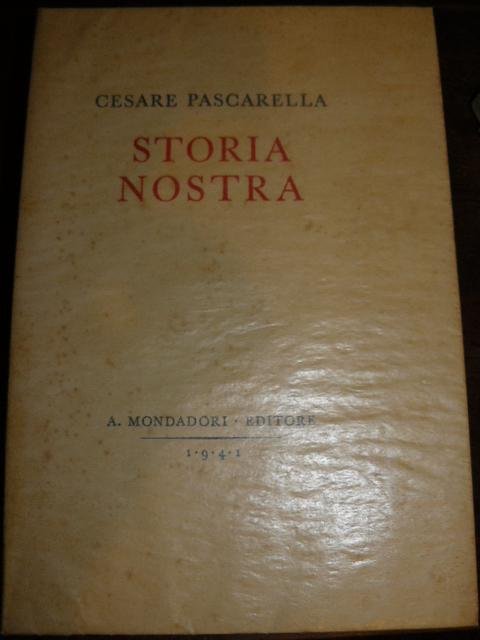 CESARE PASCARELLA
STORIA
NOSTRA
A. MONDADORI · EDITORE
1·9·4·1